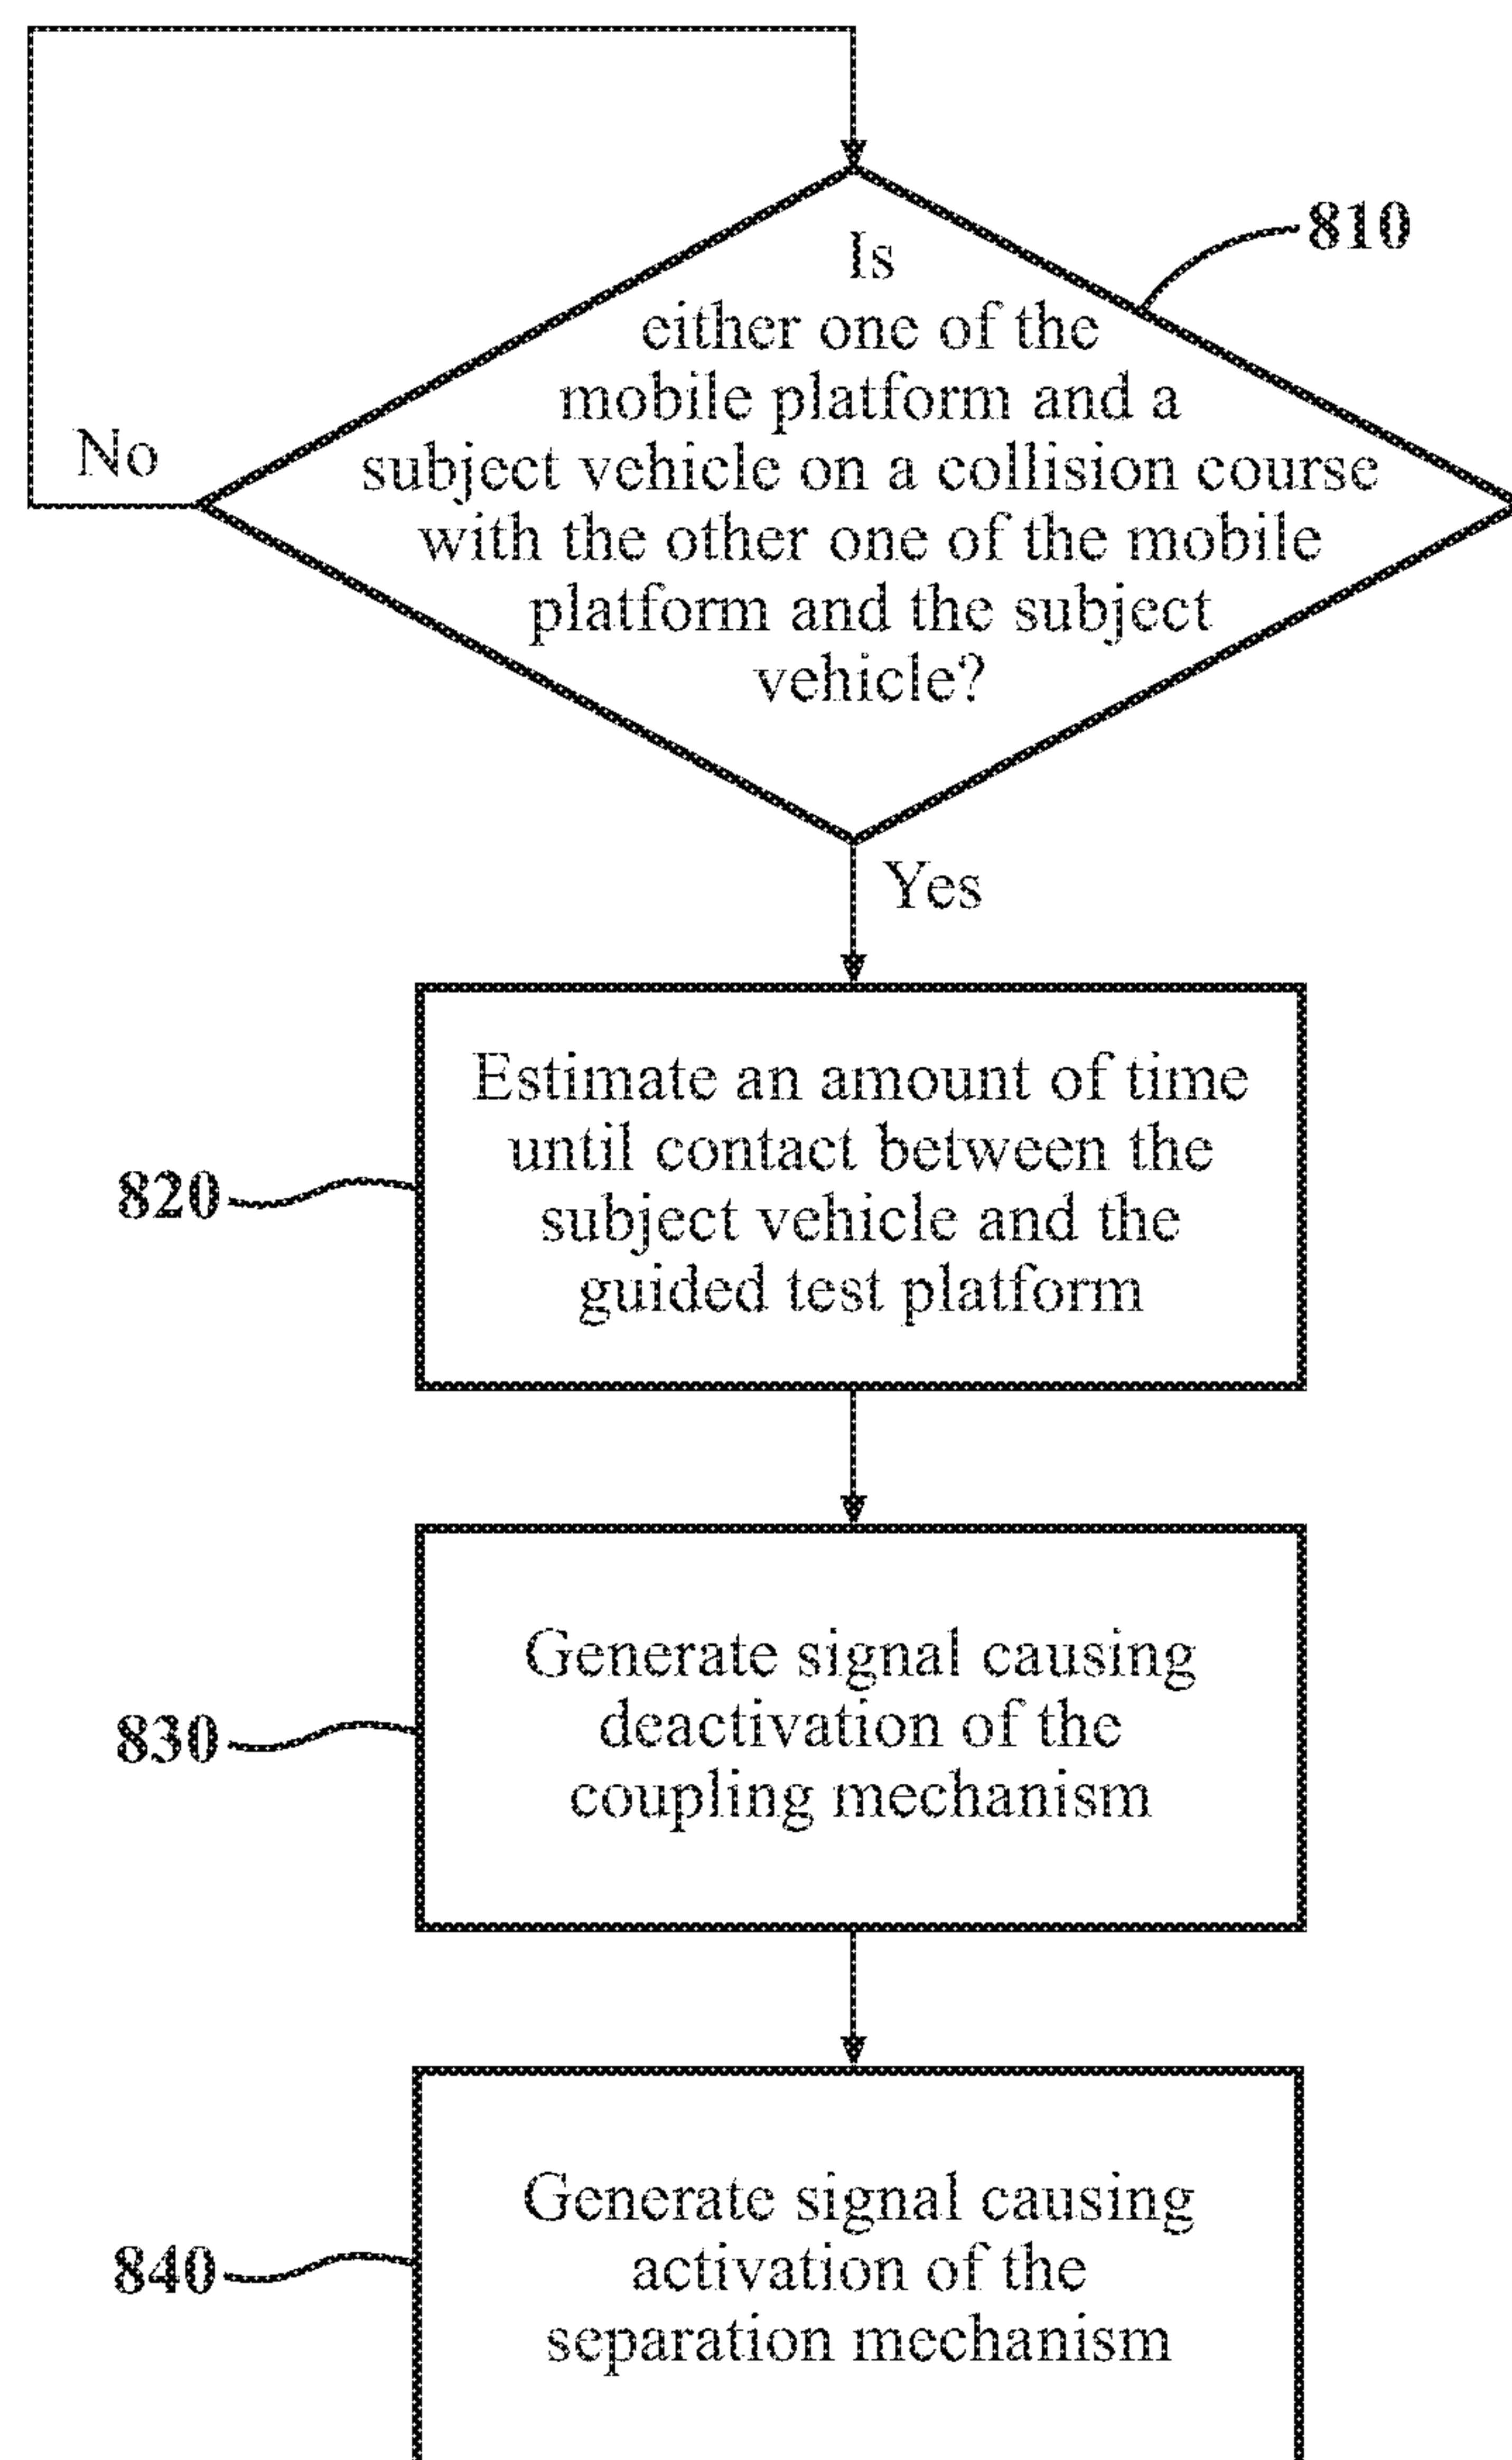 810
Is
either one of the
mobile platform and a
subject vehicle on a collision course
with the other one of the mobile
platform and the subject
vehicle?
No
Yes
Estimate an amount of time
until contact between the
subject vehicle and the
guided test platform
820
Generate signal causing
deactivation of the
coupling mechanism
830
Generate signal causing
activation of the
separation mechanism
840